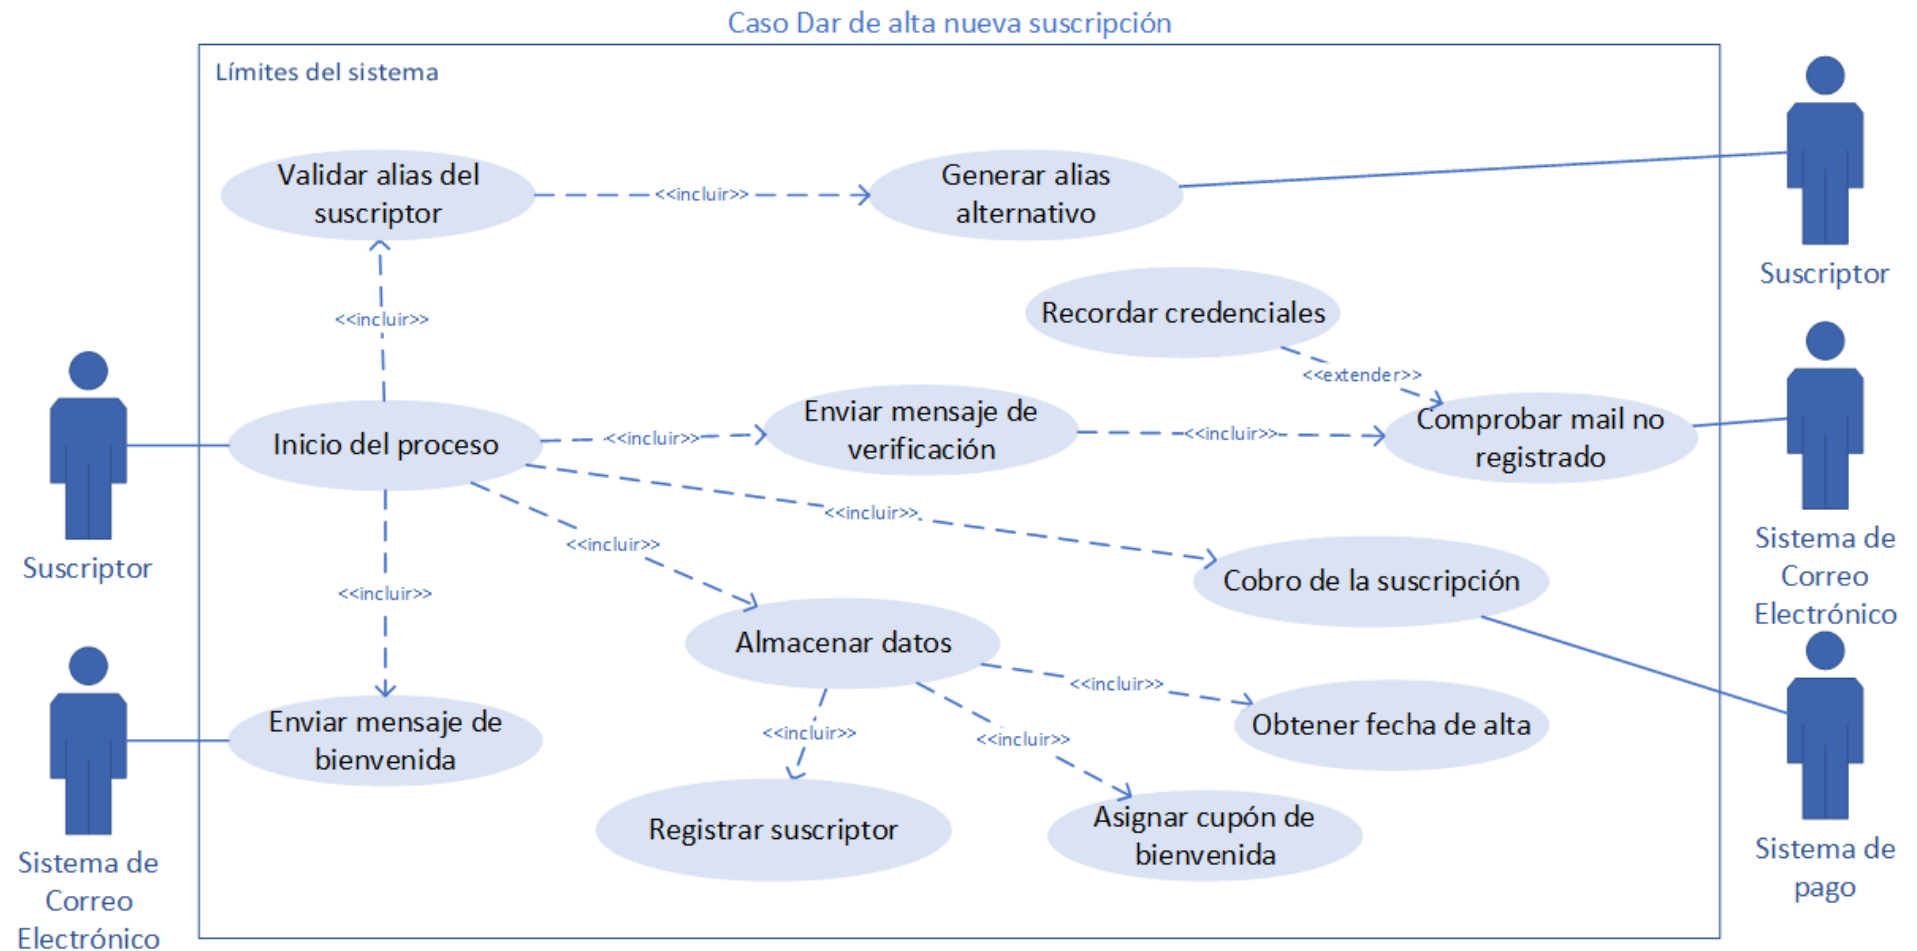 Caso Dar de alta nueva suscripción
Límites del sistema
Validar alias del
suscriptor
<<incluir>>
Generar alias
alternativo
Suscriptor
<<incluir>>
Recordar credenciales
<<extender>>
Suscriptor
Inicio del proceso
<<incluir>>
Enviar mensaje de
verificación
<<incluir>>
Comprobar mail no
registrado
Sistema de
Correo
Electrónico
<<incluir>>
<<incluir>>
<<incluir>>
Cobro de la suscripción
Almacenar datos
<<incluir>>
<<incluir>>
<<incluir>>
Obtener fecha de alta
Enviar mensaje de
bienvenida
Registrar suscriptor
Asignar cupón de
bienvenida
Sistema de
Correo
Electrónico
Sistema de
pago